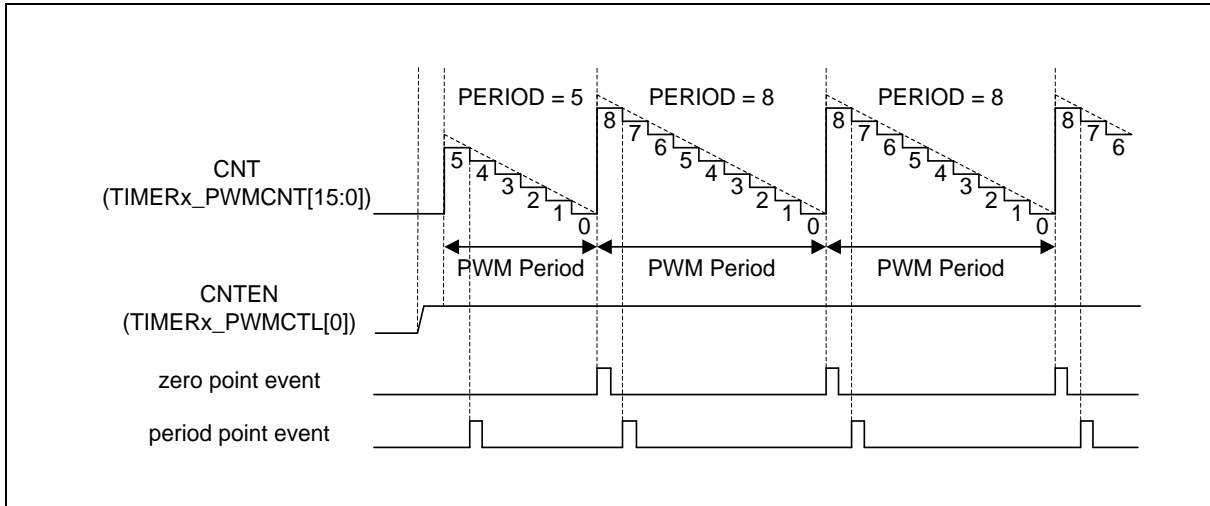 PERIOD = 5 PERIOD = 8 PERIOD = 8
8 8 8
7 7 7
6 6 6
5 5 5
4 4 4
3 3 3
2 2 2
1 1 1
0 0 0
CNT
(TIMERx_PWMCNT[15:0])
PWM Period PWM Period PWM Period
CNTEN
(TIMERx_PWMCTL[0])
zero point event
period point event